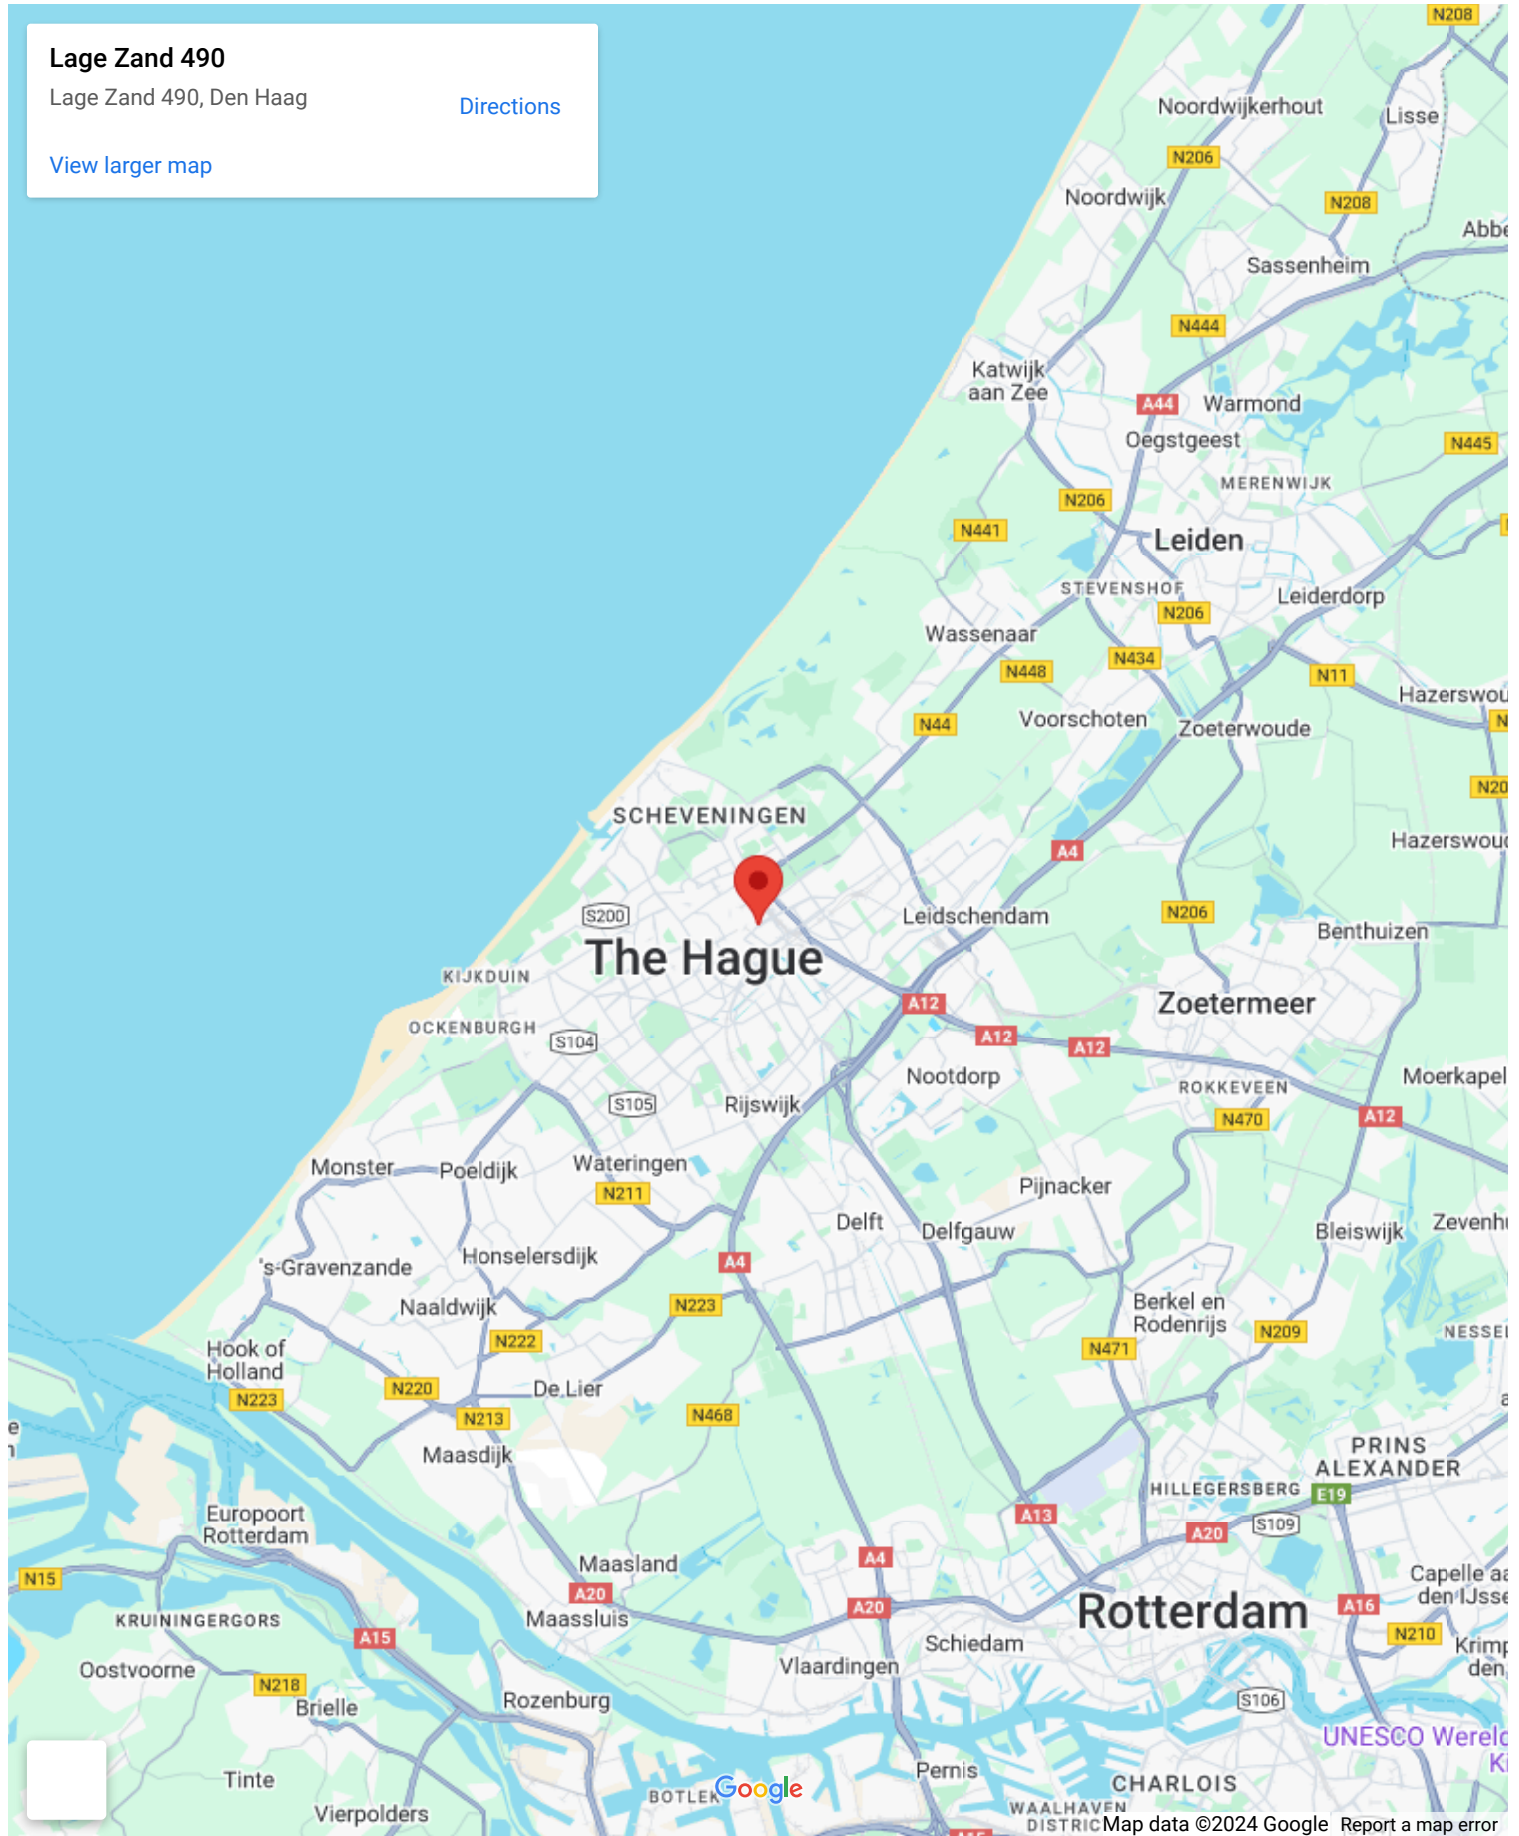 Lage Zand 490
Lage Zand 490, Den Haag
Directions
View larger map
N208
Noordwijkerhout
Lisse
N206
Noordwijk
N208
Sassenheim
N444
Katwijk
aan Zee
A44
Warmond
Oegstgeest
N445
MERENWIJK
N206
N441
Leiden
STEVENSHOF
Leiderdorp
N206
Wassenaar
N434
N448
N11
Voorschoten
N44
Zoeterwoude
SCHEVENINGEN
A4
S200
Leidschendam
N206
Benthuizen
The Hague
KIJKDUIN
A12
Zoetermeer
OCKENBURGH
S104
A12
A12
Nootdorp
ROKKEVEEN
S105
Rijswijk
N470
A12
Monster
Poeldijk
Wateringen
N211
Pijnacker
Delft
Delfgauw
Bleiswijk
Honselersdijk
's-Gravenzande
A4
Naaldwijk
N223
Berkel en
Rodenrijs
N209
N222
Hook of
Holland
N471
N223
N220
De Lier
N213
N468
Maasdijk
PRINS
ALEXANDER
HILLEGERSBERG
E19
Europoort
Rotterdam
A13
S109
A20
A4
Maasland
N15
A20
A20
A16
Rotterdam
KRUININGERGORS
Maassluis
A15
Schiedam
N210
Oostvoorne
Vlaardingen
N218
Brielle
Rozenburg
S106
Pernis
Tinte
CHARLOIS
BOTLEK
Google
Vierpolders
WAALHAVEN
Map data ©2024 Google
Report a map error